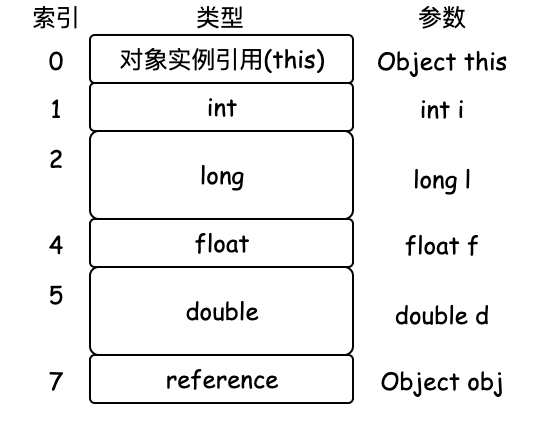 索引 类型 参数
0 对象实例引用(this) Object this
1 int int i
2 long long l
4 float float f
5 double double d
7 reference Object obj